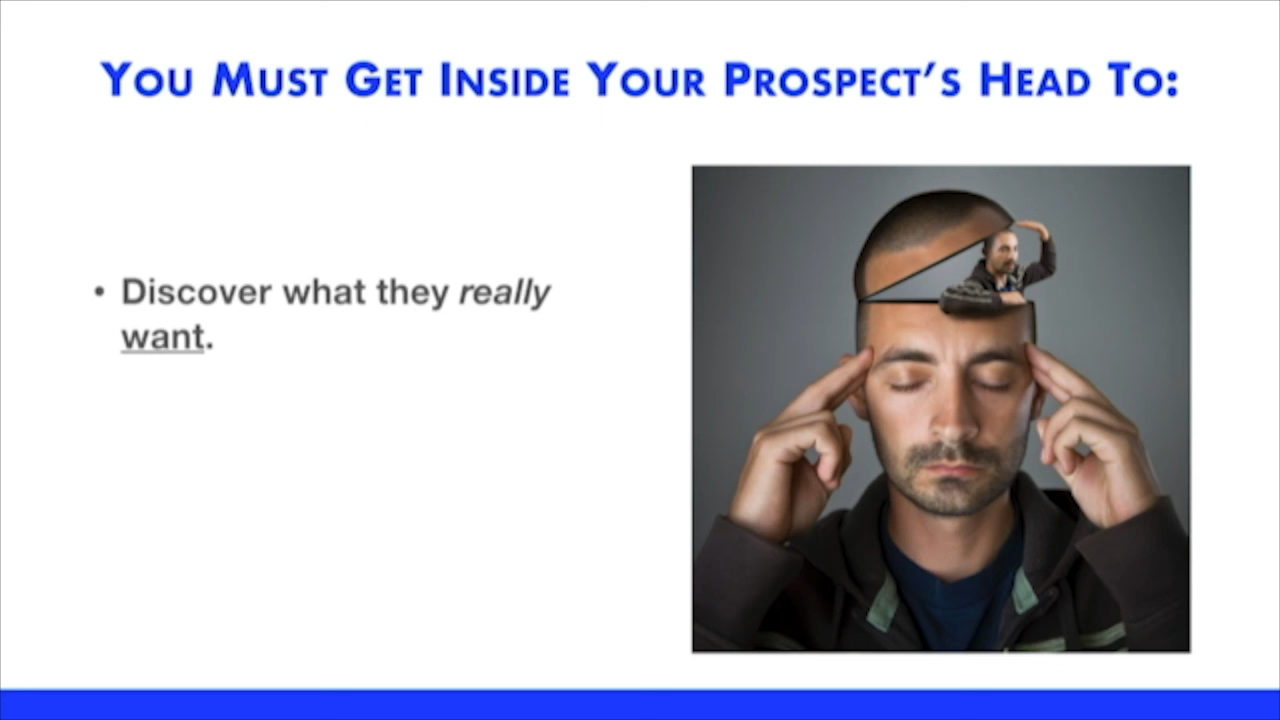 You Must Get Inside Your Prospect's Head To:
• Discover what they really
want.